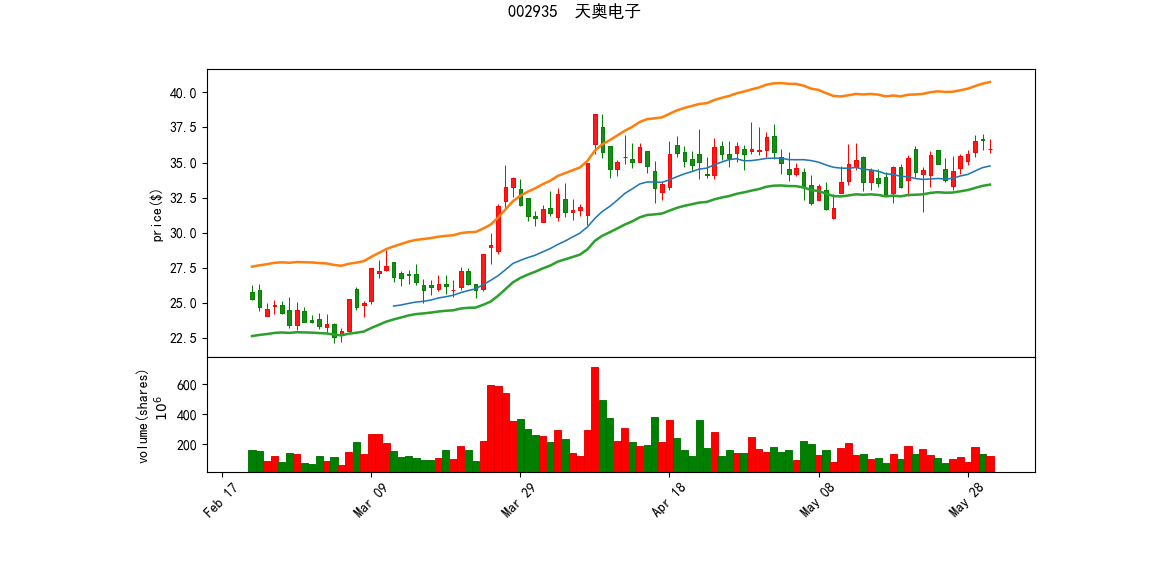 002935  天奥电子
40.0
37.5
35.0
32.5
30.0
27.5
25.0
22.5
price($)
600
400
200
volume(shares)
10^6
Feb 17
Mar 09
Mar 29
Apr 18
May 08
May 28